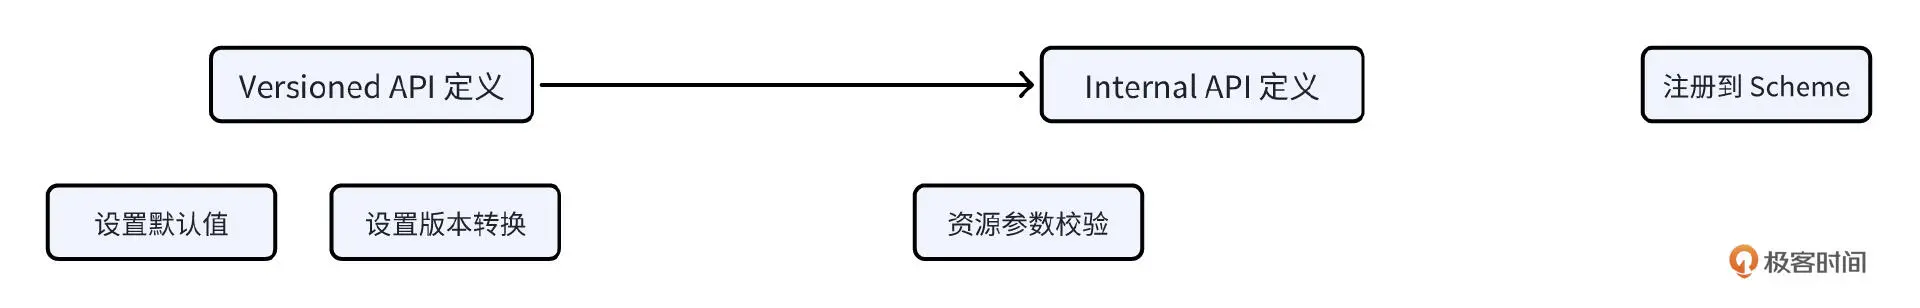 Versioned API 定义
Internal API 定义
注册到 Scheme
设置默认值
设置版本转换
资源参数校验
极客时间